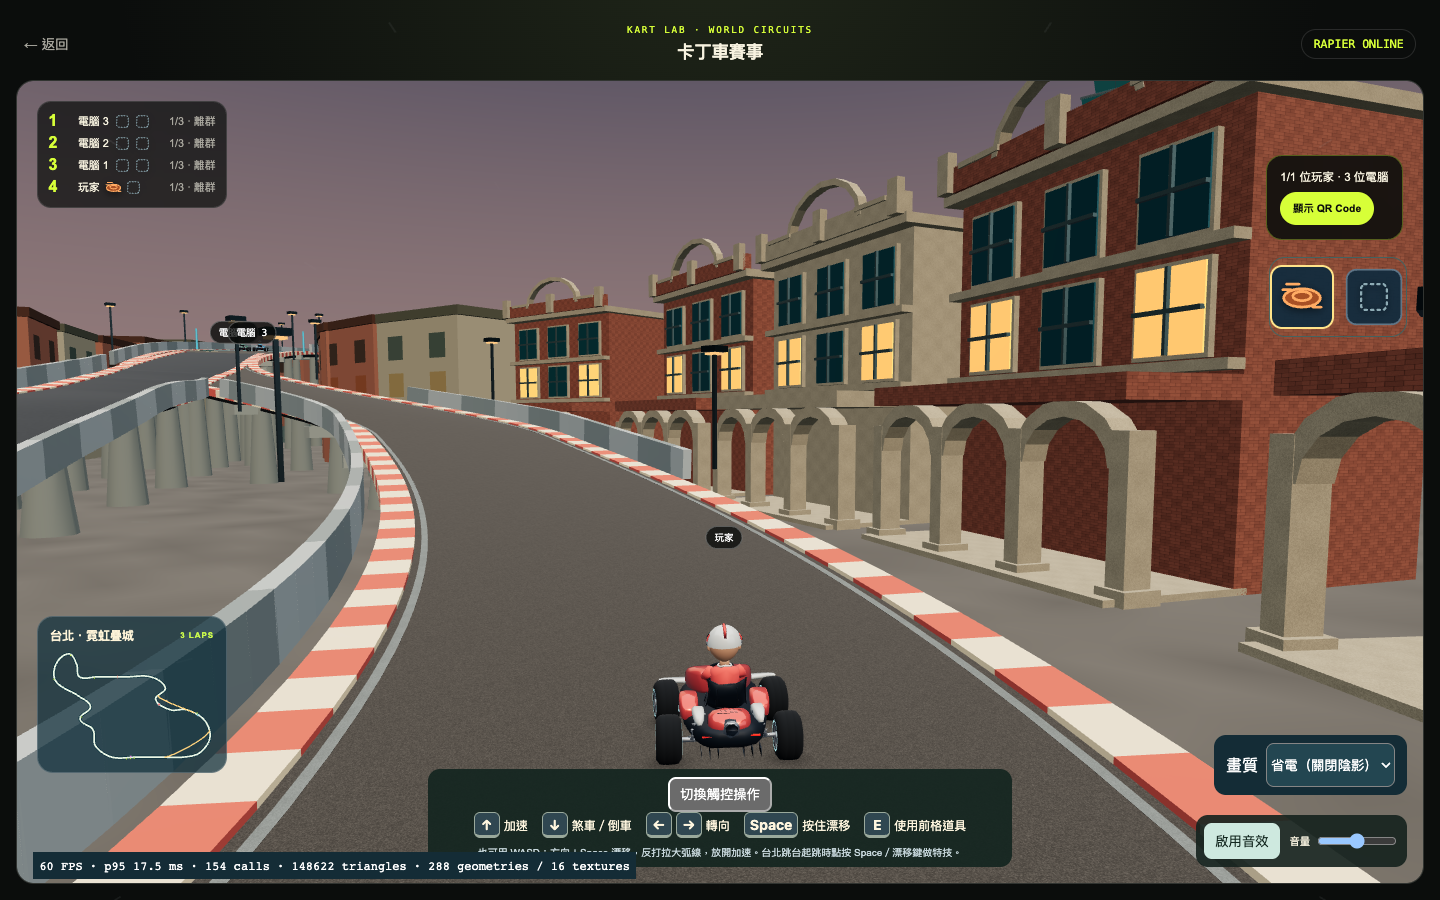 ← 返回
KART LAB · WORLD CIRCUITS
卡丁車賽事
RAPIER ONLINE
1 電腦 3 1/3 · 離群
2 電腦 2 1/3 · 離群
3 電腦 1 1/3 · 離群
4 玩家 1/3 · 離群
1/1 位玩家 · 3 位電腦
顯示 QR Code
電腦 3
玩家
台北 · 霓虹疊城 3 LAPS
畫質 省電（關閉陰影）
切換觸控操作
↑ 加速 ↓ 煞車 / 倒車 ← → 轉向 Space 按住漂移 E 使用前格道具
反打拉大弧線，放開加速。台北跳台起跳時點按 Space / 漂移鍵做特技。
啟用音效 音量
60 FPS · p95 17.5 ms · 154 calls · 148622 triangles · 288 geometries / 16 textures